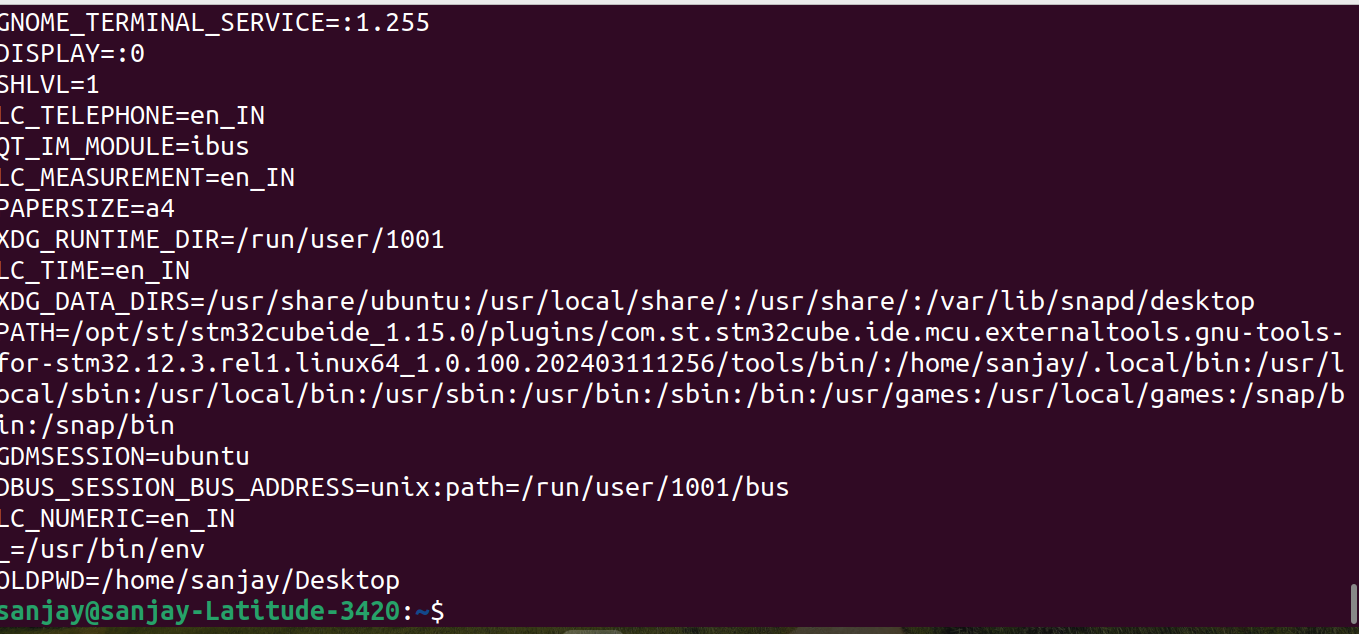 GNOME_TERMINAL_SERVICE=:1.255
DISPLAY=:0
SHLVL=1
LC_TELEPHONE=en_IN
QT_IM_MODULE=ibus
LC_MEASUREMENT=en_IN
PAPERSIZE=a4
XDG_RUNTIME_DIR=/run/user/1001
LC_TIME=en_IN
XDG_DATA_DIRS=/usr/share/ubuntu:/usr/local/share/:/usr/share/:/var/lib/snapd/desktop
PATH=/opt/st/stm32cubeide_1.15.0/plugins/com.st.stm32cube.ide.mcu.externaltools.gnu-tools-
for-stm32.12.3.rel1.linux64_1.0.100.202403111256/tools/bin/:/home/sanjay/.local/bin:/usr/l
ocal/sbin:/usr/local/bin:/usr/sbin:/usr/bin:/sbin:/bin:/usr/games:/usr/local/games:/snap/b
in:/snap/bin
GDMSESSION=ubuntu
DBUS_SESSION_BUS_ADDRESS=unix:path=/run/user/1001/bus
LC_NUMERIC=en_IN
_=/usr/bin/env
OLDPWD=/home/sanjay/Desktop
sanjay@sanjay-Latitude-3420:~$